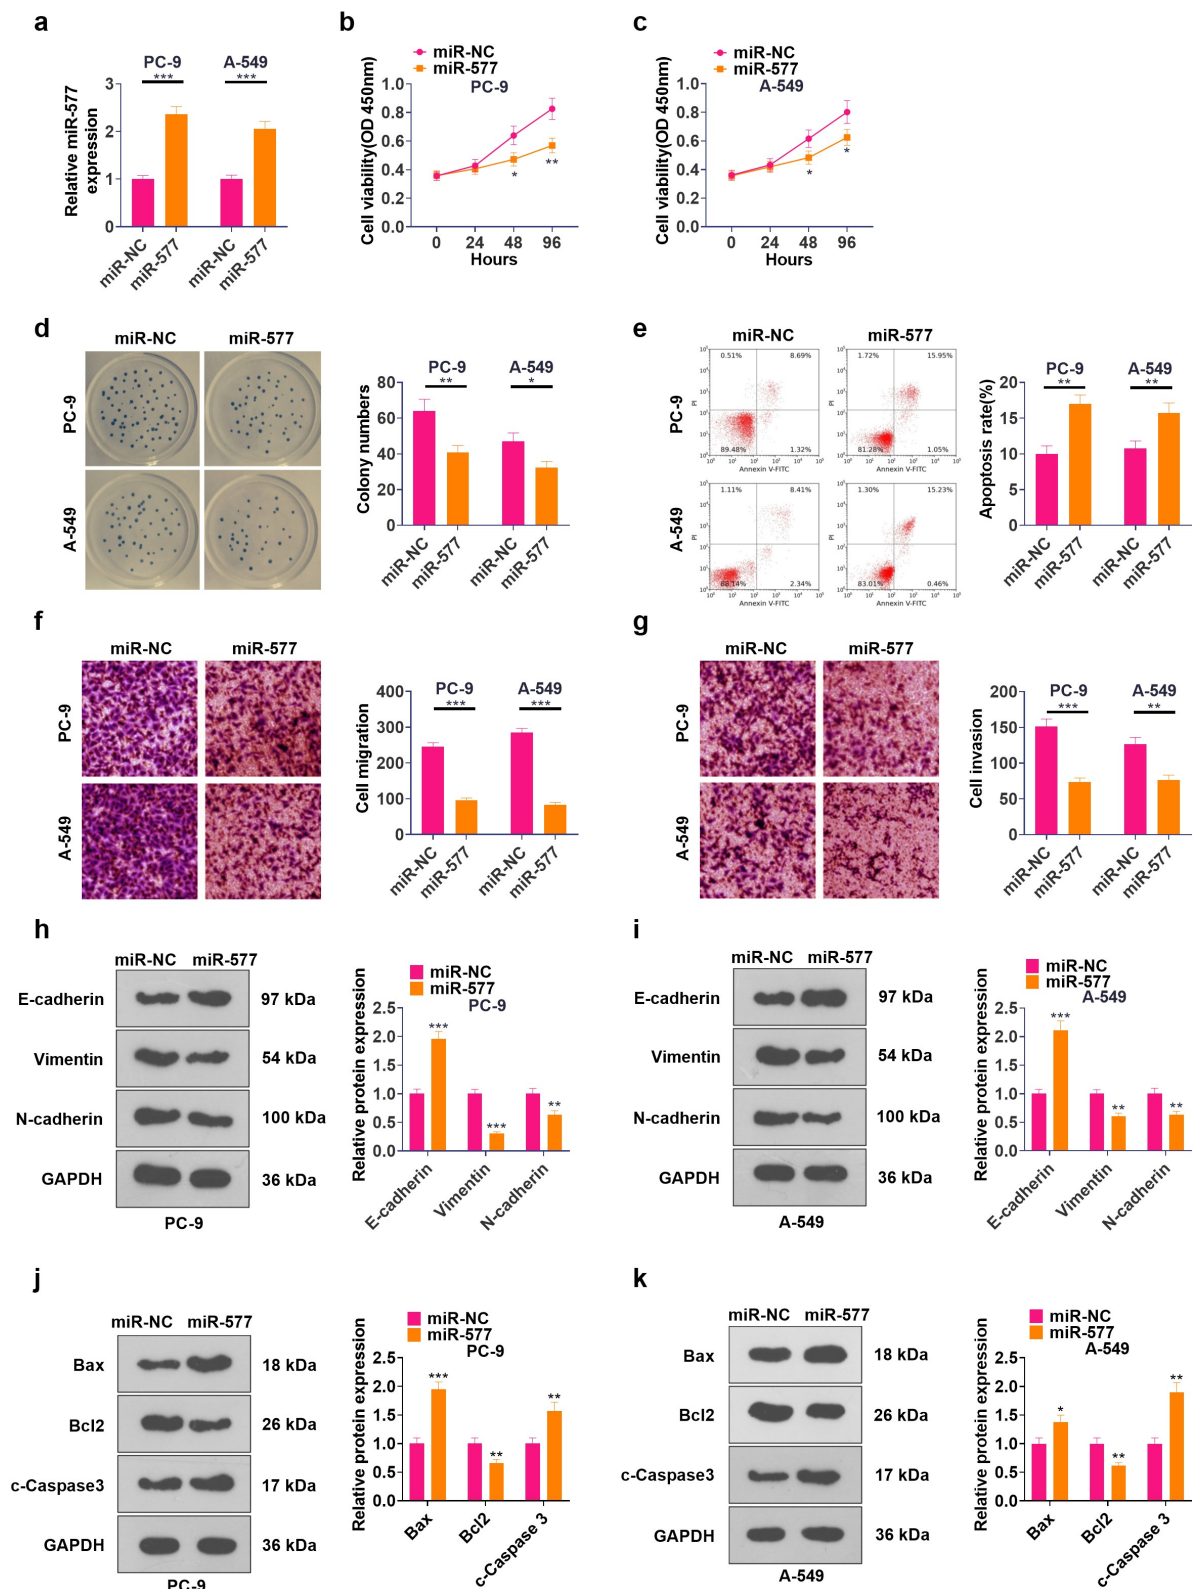 a
PC-9
A-549
***
***
Relative miR-577
expression
3
2
1
0
miR-NC
miR-577
miR-NC
miR-577
b
miR-NC
miR-577
PC-9
Cell viability(OD 450nm)
1.0
0.8
0.6
0.4
0.2
0.0
*
**
0 24 48 96
Hours
c
miR-NC
miR-577
A-549
Cell viability(OD 450nm)
1.0
0.8
0.6
0.4
0.2
0.0
*
*
0 24 48 96
Hours
d
miR-NC miR-577
PC-9
A-549
PC-9
A-549
**
*
Colony numbers
80
60
40
20
0
miR-NC
miR-577
miR-NC
miR-577
e
miR-NC miR-577
PC-9
A-549
0.51% 8.69%
89.48% 1.32%
PI
Annexin V-FITC
1.72% 15.95%
81.28% 1.05%
PI
Annexin V-FITC
1.11% 8.41%
88.14% 2.34%
PI
Annexin V-FITC
1.30% 15.23%
83.01% 0.46%
PI
Annexin V-FITC
PC-9
A-549
**
**
Apoptosis rate(%)
20
15
10
5
0
miR-NC
miR-577
miR-NC
miR-577
f
miR-NC miR-577
PC-9
A-549
PC-9
A-549
***
***
Cell migration
400
300
200
100
0
miR-NC
miR-577
miR-NC
miR-577
g
miR-NC miR-577
PC-9
A-549
PC-9
A-549
***
**
Cell invasion
200
150
100
50
0
miR-NC
miR-577
miR-NC
miR-577
h
miR-NC miR-577
E-cadherin 97 kDa
Vimentin 54 kDa
N-cadherin 100 kDa
GAPDH 36 kDa
PC-9
miR-NC
miR-577
PC-9
Relative protein expression
2.5
2.0
1.5
1.0
0.5
0.0
***
***
**
E-cadherin
Vimentin
N-cadherin
i
miR-NC miR-577
E-cadherin 97 kDa
Vimentin 54 kDa
N-cadherin 100 kDa
GAPDH 36 kDa
A-549
miR-NC
miR-577
A-549
Relative protein expression
2.5
2.0
1.5
1.0
0.5
0.0
***
**
**
E-cadherin
Vimentin
N-cadherin
j
miR-NC miR-577
Bax 18 kDa
Bcl2 26 kDa
c-Caspase3 17 kDa
GAPDH 36 kDa
PC-9
miR-NC
miR-577
PC-9
Relative protein expression
2.5
2.0
1.5
1.0
0.5
0.0
***
**
**
Bax
Bcl2
c-Caspase 3
k
miR-NC miR-577
Bax 18 kDa
Bcl2 26 kDa
c-Caspase3 17 kDa
GAPDH 36 kDa
A-549
miR-NC
miR-577
A-549
Relative protein expression
2.5
2.0
1.5
1.0
0.5
0.0
*
**
**
Bax
Bcl2
c-Caspase 3